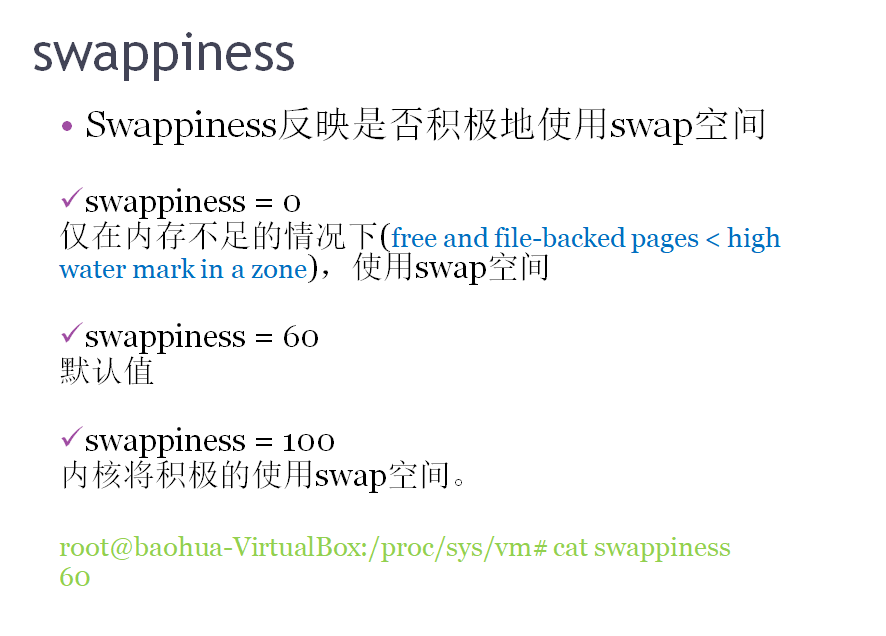 swappiness
• Swappiness反映是否积极地使用swap空间
✓swappiness = 0
仅在内存不足的情况下(free and file-backed pages < high
water mark in a zone)，使用swap空间
✓swappiness = 60
默认值
✓swappiness = 100
内核将积极的使用swap空间。
root@baohua-VirtualBox:/proc/sys/vm# cat swappiness
60